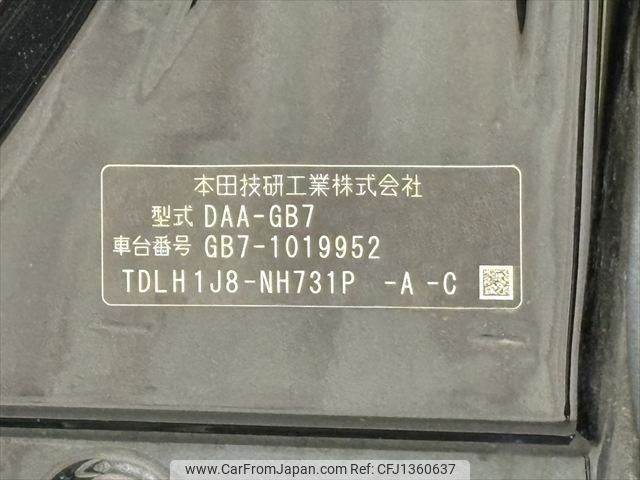 本田技研工業株式会社
型式 DAA-GB7
車台番号 GB7-1019952
TDLH1J8-NH731P -A -C
www.CarFromJapan.com - CFJ1360637